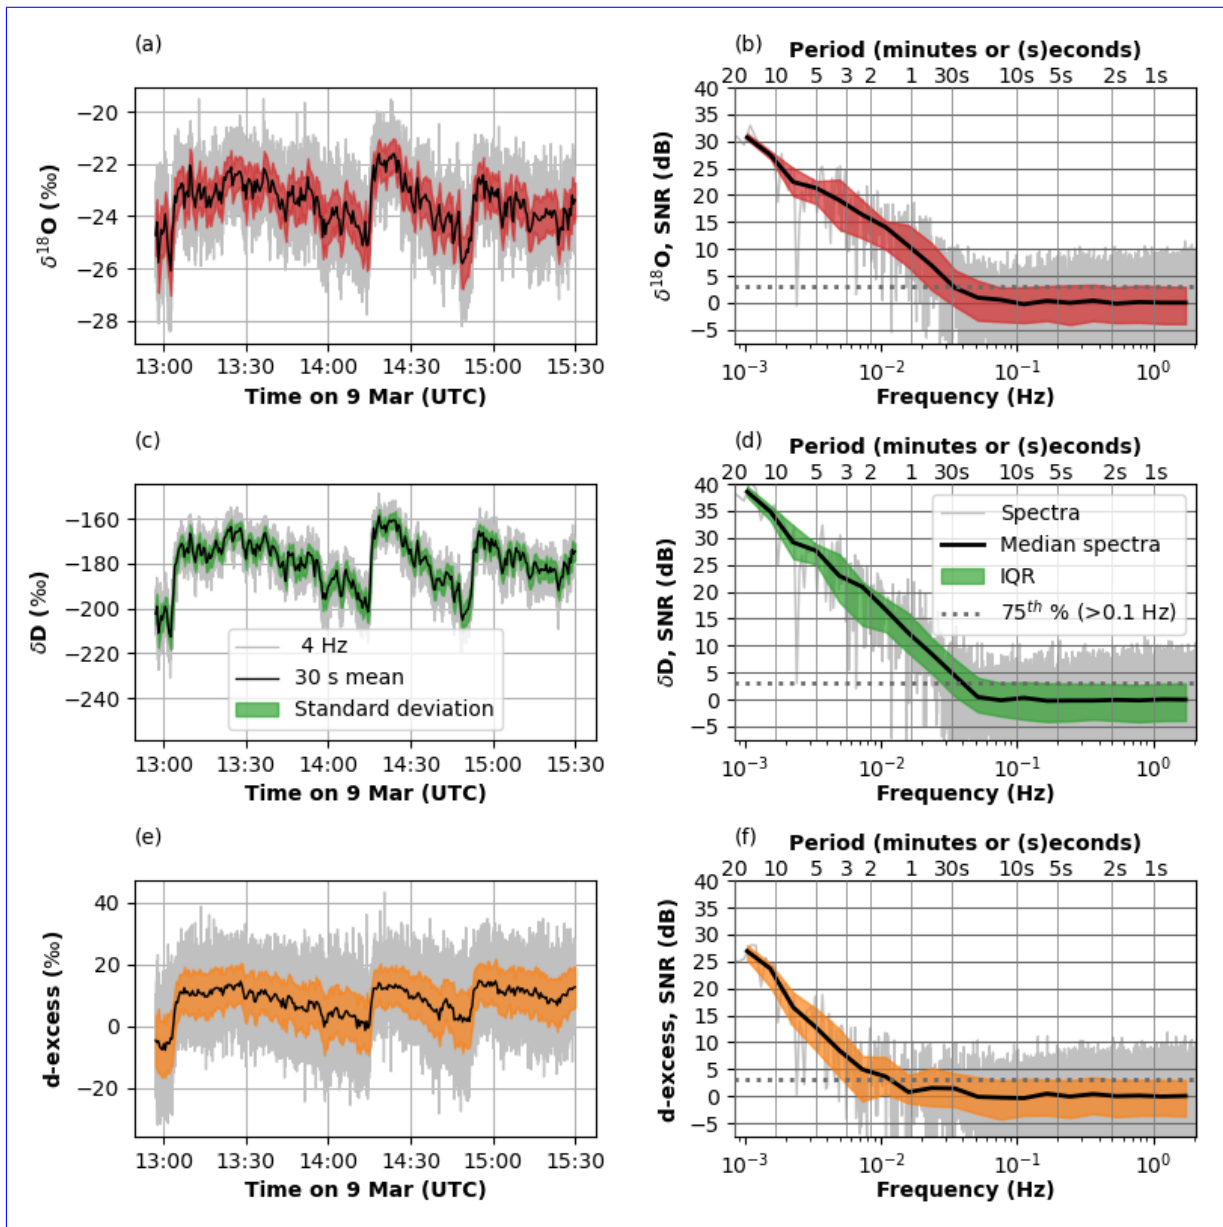 (a)
δ¹⁸O (‰)
−20
−22
−24
−26
−28
13:00 13:30 14:00 14:30 15:00 15:30
Time on 9 Mar (UTC)
(b)
Period (minutes or (s)econds)
20 10 5 3 2 1 30s 10s 5s 2s 1s
δ¹⁸O, SNR (dB)
40
35
30
25
20
15
10
5
0
−5
10⁻³ 10⁻² 10⁻¹ 10⁰
Frequency (Hz)
(c)
δD (‰)
−160
−180
−200
−220
−240
4 Hz
30 s mean
Standard deviation
13:00 13:30 14:00 14:30 15:00 15:30
Time on 9 Mar (UTC)
(d)
Period (minutes or (s)econds)
20 10 5 3 2 1 30s 10s 5s 2s 1s
δD, SNR (dB)
40
35
30
25
20
15
10
5
0
−5
Spectra
Median spectra
IQR
75ᵗʰ % (>0.1 Hz)
10⁻³ 10⁻² 10⁻¹ 10⁰
Frequency (Hz)
(e)
d-excess (‰)
40
20
0
−20
13:00 13:30 14:00 14:30 15:00 15:30
Time on 9 Mar (UTC)
(f)
Period (minutes or (s)econds)
20 10 5 3 2 1 30s 10s 5s 2s 1s
d-excess, SNR (dB)
40
35
30
25
20
15
10
5
0
−5
10⁻³ 10⁻² 10⁻¹ 10⁰
Frequency (Hz)